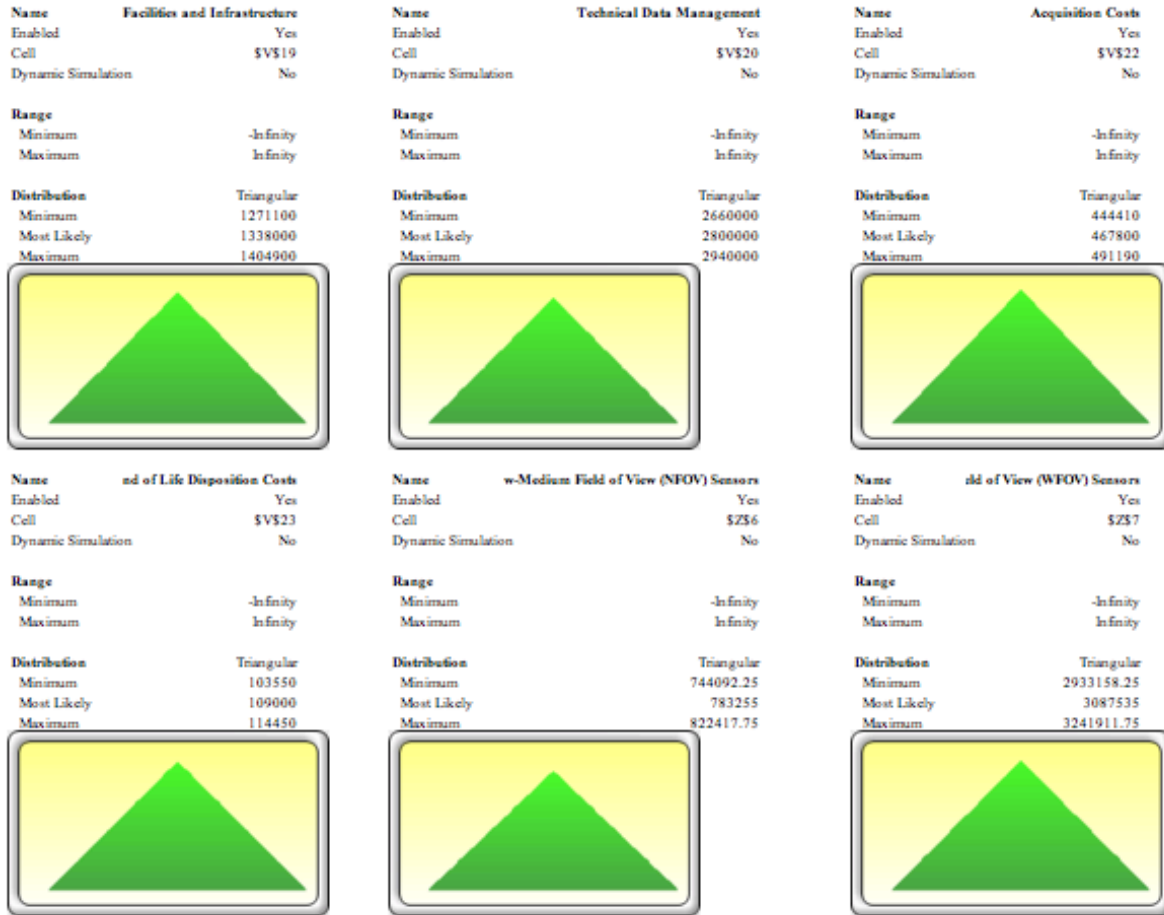 Name Facilities and Infrastructure
Enabled Yes
Cell $V$19
Dynamic Simulation No
Range
Minimum -Infinity
Maximum Infinity
Distribution Triangular
Minimum 1271100
Most Likely 1338000
Maximum 1404900
Name Technical Data Management
Enabled Yes
Cell $V$20
Dynamic Simulation No
Range
Minimum -Infinity
Maximum Infinity
Distribution Triangular
Minimum 2660000
Most Likely 2800000
Maximum 2940000
Name Acquisition Costs
Enabled Yes
Cell $V$22
Dynamic Simulation No
Range
Minimum -Infinity
Maximum Infinity
Distribution Triangular
Minimum 444410
Most Likely 467800
Maximum 491190
Name nd of Life Disposition Costs
Enabled Yes
Cell $V$23
Dynamic Simulation No
Range
Minimum -Infinity
Maximum Infinity
Distribution Triangular
Minimum 103550
Most Likely 109000
Maximum 114450
Name w-Medium Field of View (NFOV) Sensors
Enabled Yes
Cell $Z$6
Dynamic Simulation No
Range
Minimum -Infinity
Maximum Infinity
Distribution Triangular
Minimum 744092.25
Most Likely 783255
Maximum 822417.75
Name eld of View (WFOV) Sensors
Enabled Yes
Cell $Z$7
Dynamic Simulation No
Range
Minimum -Infinity
Maximum Infinity
Distribution Triangular
Minimum 2933158.25
Most Likely 3087535
Maximum 3241911.75